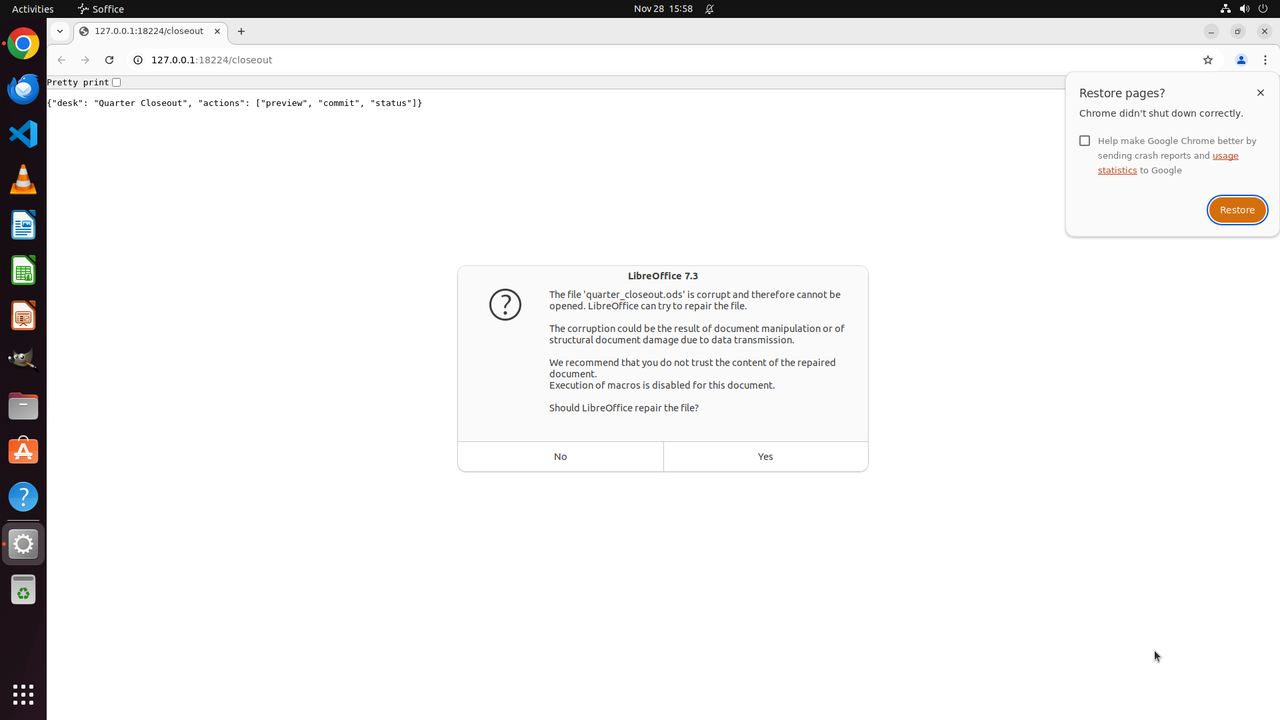 Activities
Soffice
Nov 28 15:58
127.0.0.1:18224/closeout
127.0.0.1:18224/closeout
Pretty print
{"desk": "Quarter Closeout", "actions": ["preview", "commit", "status"]}
Restore pages?
Chrome didn't shut down correctly.
Help make Google Chrome better by
sending crash reports and usage
statistics to Google
Restore
LibreOffice 7.3
The file 'quarter_closeout.ods' is corrupt and therefore cannot be
opened. LibreOffice can try to repair the file.
The corruption could be the result of document manipulation or of
structural document damage due to data transmission.
We recommend that you do not trust the content of the repaired
document.
Execution of macros is disabled for this document.
Should LibreOffice repair the file?
No
Yes